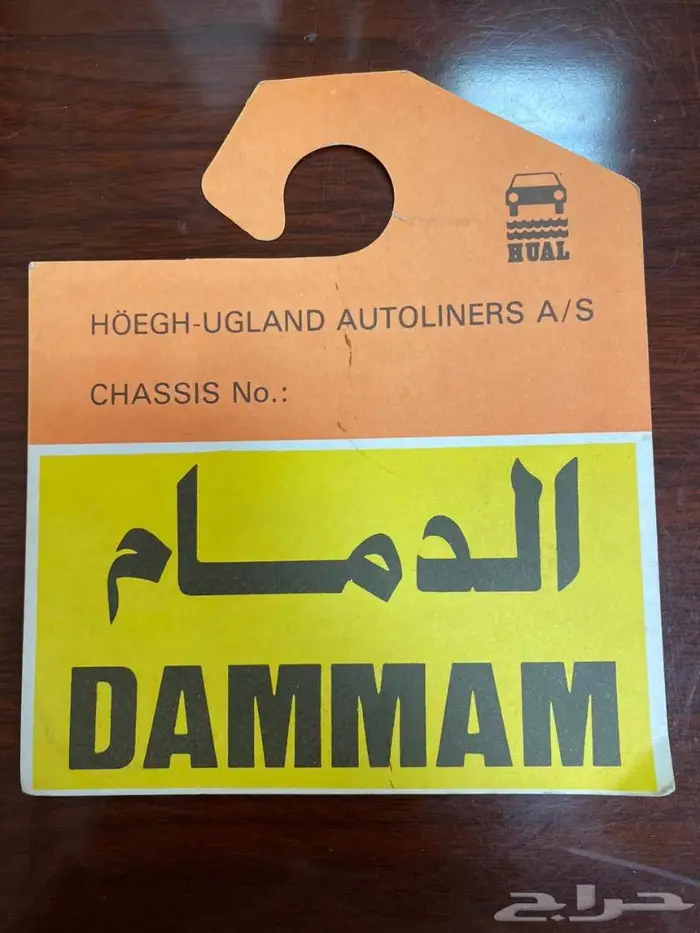 HUAL
HÖEGH-UGLAND AUTOLINERS A/S
CHASSIS No.:
الدمام
DAMMAM
حراج